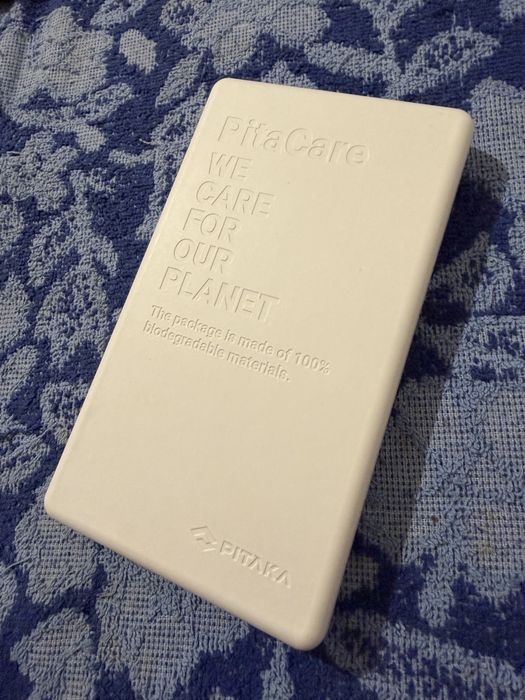 PitaCare
WE
CARE
FOR
OUR
PLANET
The package is made of 100%
biodegradable materials.
PITAKA